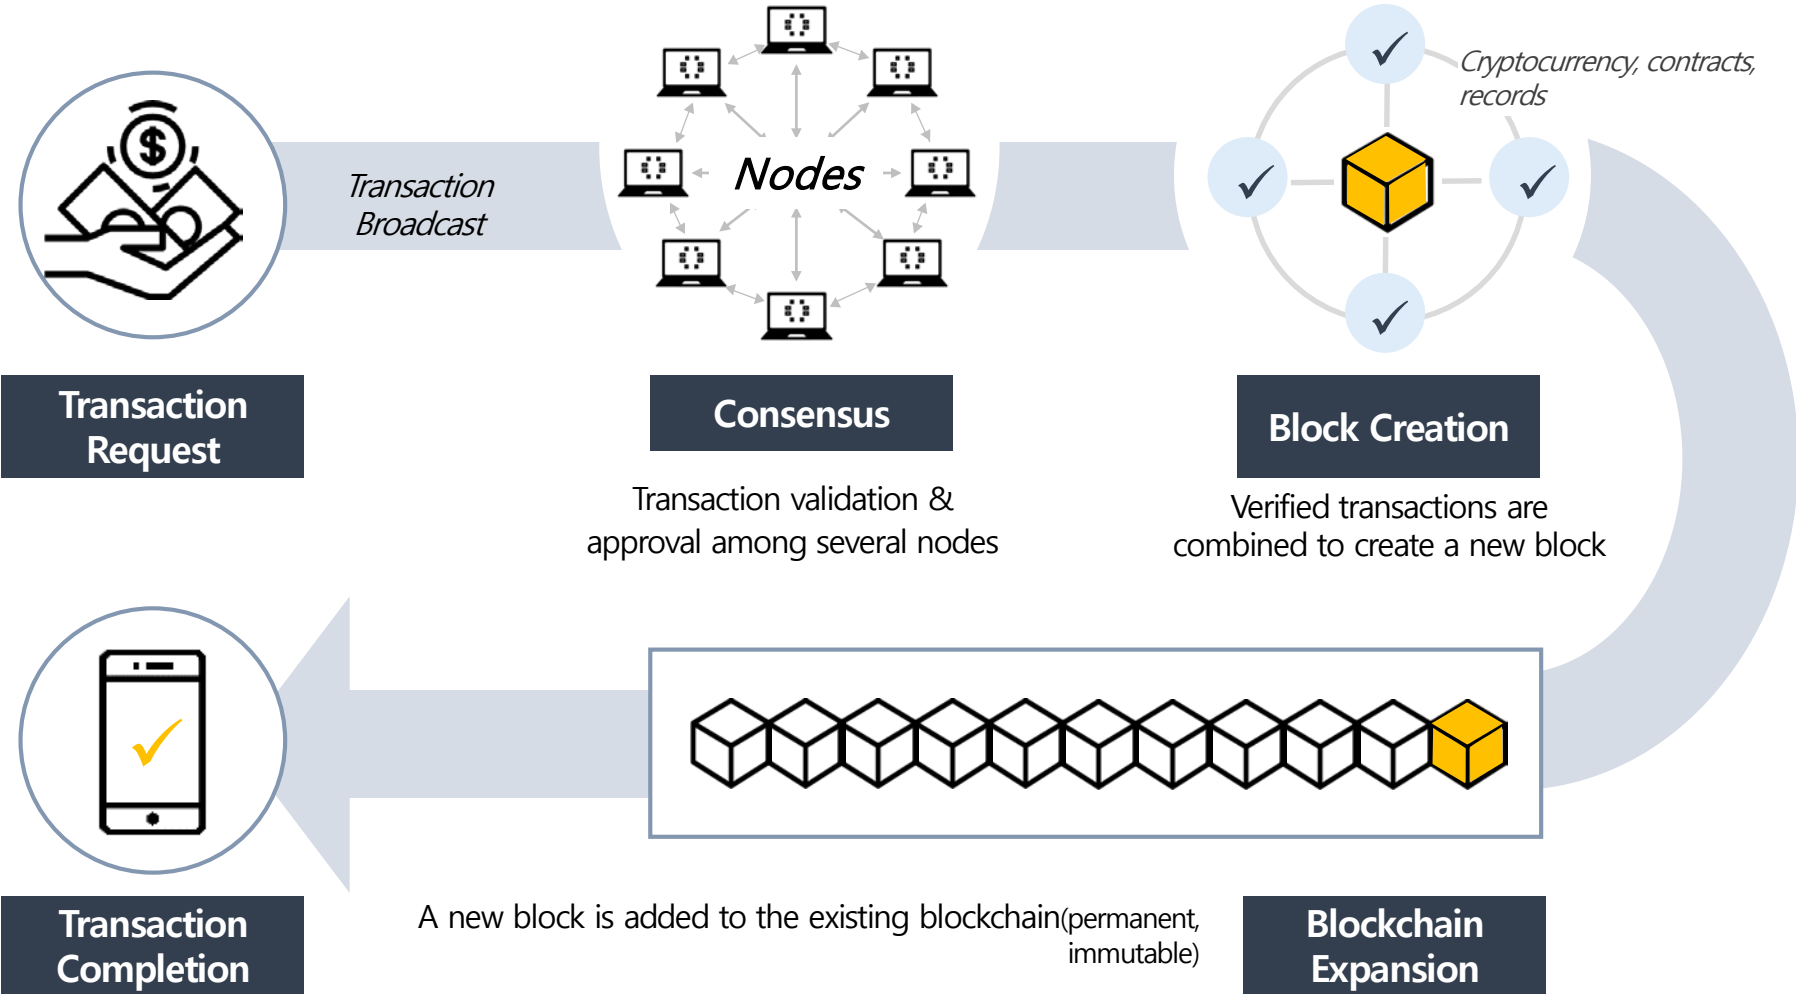 Cryptocurrency, contracts,
records
Transaction
Broadcast
Nodes
Transaction
Request
Consensus
Block Creation
Transaction validation &
approval among several nodes
Verified transactions are
combined to create a new block
Transaction
Completion
A new block is added to the existing blockchain(permanent,
immutable)
Blockchain
Expansion